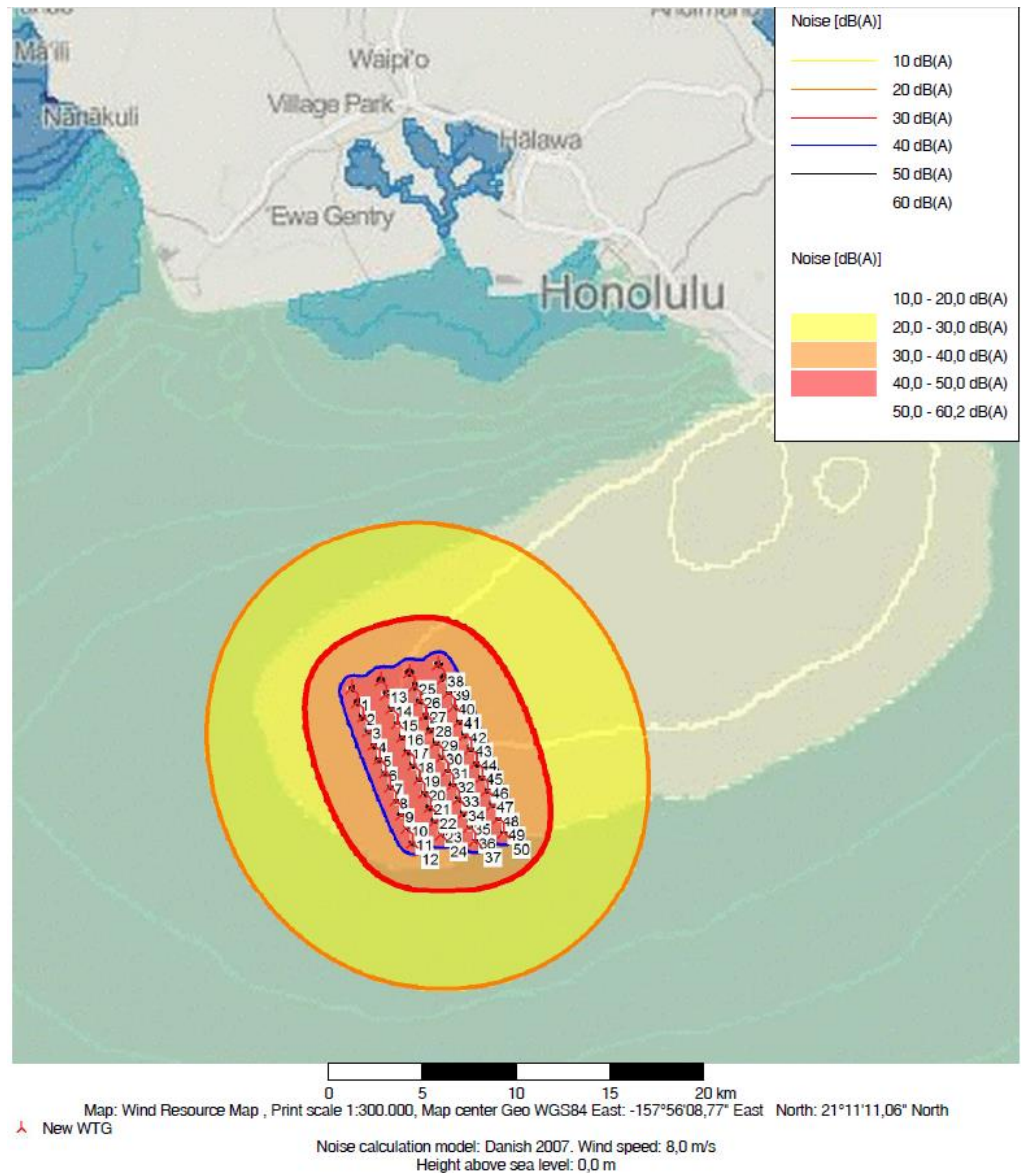 Mā'ili
Waipi'o
Nānākuli
Village Park
Hālawa
'Ewa Gentry
Honolulu
Noise [dB(A)]
10 dB(A)
20 dB(A)
30 dB(A)
40 dB(A)
50 dB(A)
60 dB(A)
Noise [dB(A)]
10,0 - 20,0 dB(A)
20,0 - 30,0 dB(A)
30,0 - 40,0 dB(A)
40,0 - 50,0 dB(A)
50,0 - 60,2 dB(A)
1
2
3
4
5
6
7
8
9
10
11
12
13
14
15
16
17
18
19
20
21
22
23
24
25
26
27
28
29
30
31
32
33
34
35
36
37
38
39
40
41
42
43
44
45
46
47
48
49
50
0 5 10 15 20 km
Map: Wind Resource Map , Print scale 1:300.000, Map center Geo WGS84 East: -157°56'08,77" East North: 21°11'11,06" North
New WTG
Noise calculation model: Danish 2007. Wind speed: 8,0 m/s
Height above sea level: 0,0 m